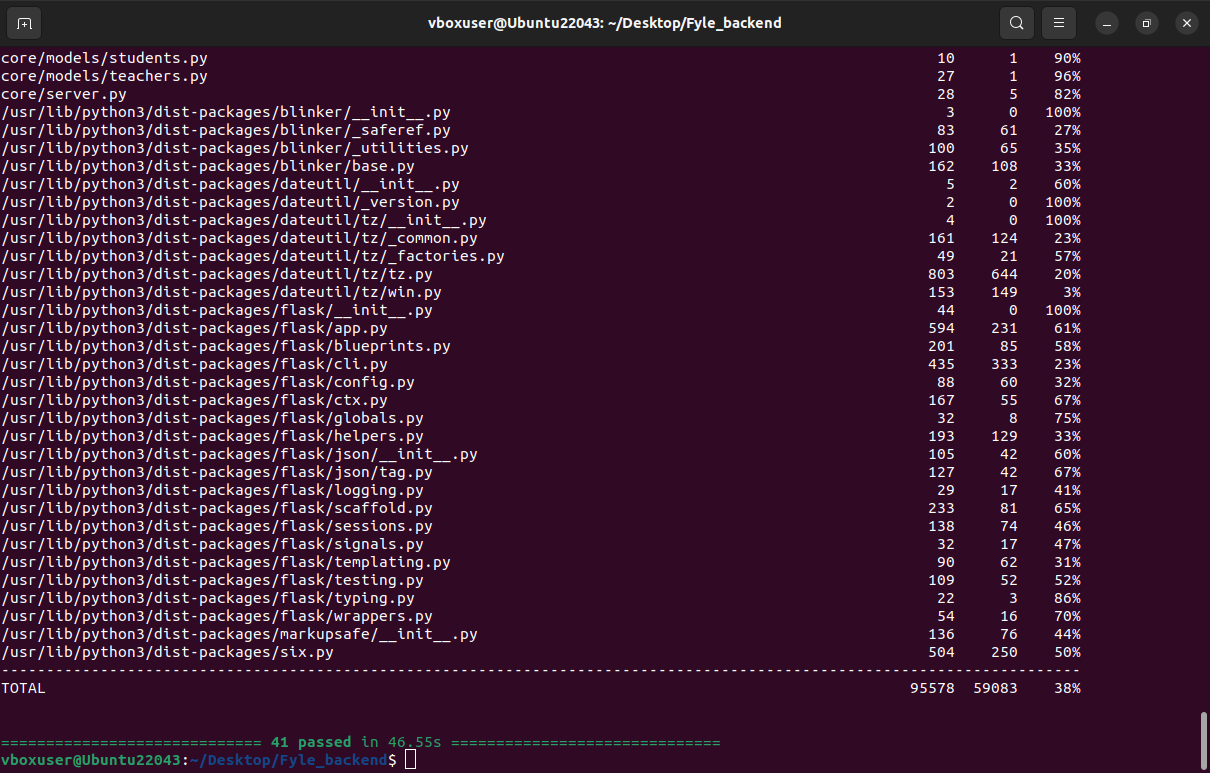 vboxuser@Ubuntu22043: ~/Desktop/Fyle_backend
core/models/students.py 10 1 90%
core/models/teachers.py 27 1 96%
core/server.py 28 5 82%
/usr/lib/python3/dist-packages/blinker/__init__.py 3 0 100%
/usr/lib/python3/dist-packages/blinker/_saferef.py 83 61 27%
/usr/lib/python3/dist-packages/blinker/_utilities.py 100 65 35%
/usr/lib/python3/dist-packages/blinker/base.py 162 108 33%
/usr/lib/python3/dist-packages/dateutil/__init__.py 5 2 60%
/usr/lib/python3/dist-packages/dateutil/_version.py 2 0 100%
/usr/lib/python3/dist-packages/dateutil/tz/__init__.py 4 0 100%
/usr/lib/python3/dist-packages/dateutil/tz/_common.py 161 124 23%
/usr/lib/python3/dist-packages/dateutil/tz/_factories.py 49 21 57%
/usr/lib/python3/dist-packages/dateutil/tz/tz.py 803 644 20%
/usr/lib/python3/dist-packages/dateutil/tz/win.py 153 149 3%
/usr/lib/python3/dist-packages/flask/__init__.py 44 0 100%
/usr/lib/python3/dist-packages/flask/app.py 594 231 61%
/usr/lib/python3/dist-packages/flask/blueprints.py 201 85 58%
/usr/lib/python3/dist-packages/flask/cli.py 435 333 23%
/usr/lib/python3/dist-packages/flask/config.py 88 60 32%
/usr/lib/python3/dist-packages/flask/ctx.py 167 55 67%
/usr/lib/python3/dist-packages/flask/globals.py 32 8 75%
/usr/lib/python3/dist-packages/flask/helpers.py 193 129 33%
/usr/lib/python3/dist-packages/flask/json/__init__.py 105 42 60%
/usr/lib/python3/dist-packages/flask/json/tag.py 127 42 67%
/usr/lib/python3/dist-packages/flask/logging.py 29 17 41%
/usr/lib/python3/dist-packages/flask/scaffold.py 233 81 65%
/usr/lib/python3/dist-packages/flask/sessions.py 138 74 46%
/usr/lib/python3/dist-packages/flask/signals.py 32 17 47%
/usr/lib/python3/dist-packages/flask/templating.py 90 62 31%
/usr/lib/python3/dist-packages/flask/testing.py 109 52 52%
/usr/lib/python3/dist-packages/flask/typing.py 22 3 86%
/usr/lib/python3/dist-packages/flask/wrappers.py 54 16 70%
/usr/lib/python3/dist-packages/markupsafe/__init__.py 136 76 44%
/usr/lib/python3/dist-packages/six.py 504 250 50%
------------------------------------------------------------------------------------------------------------------------
TOTAL 95578 59083 38%
============================= 41 passed in 46.55s ==============================
vboxuser@Ubuntu22043:~/Desktop/Fyle_backend$